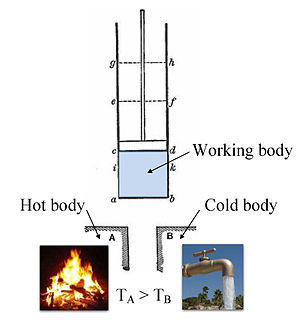 g h
e f
c d
Working body
i k
a b
Hot body Cold body
A B
TA > TB